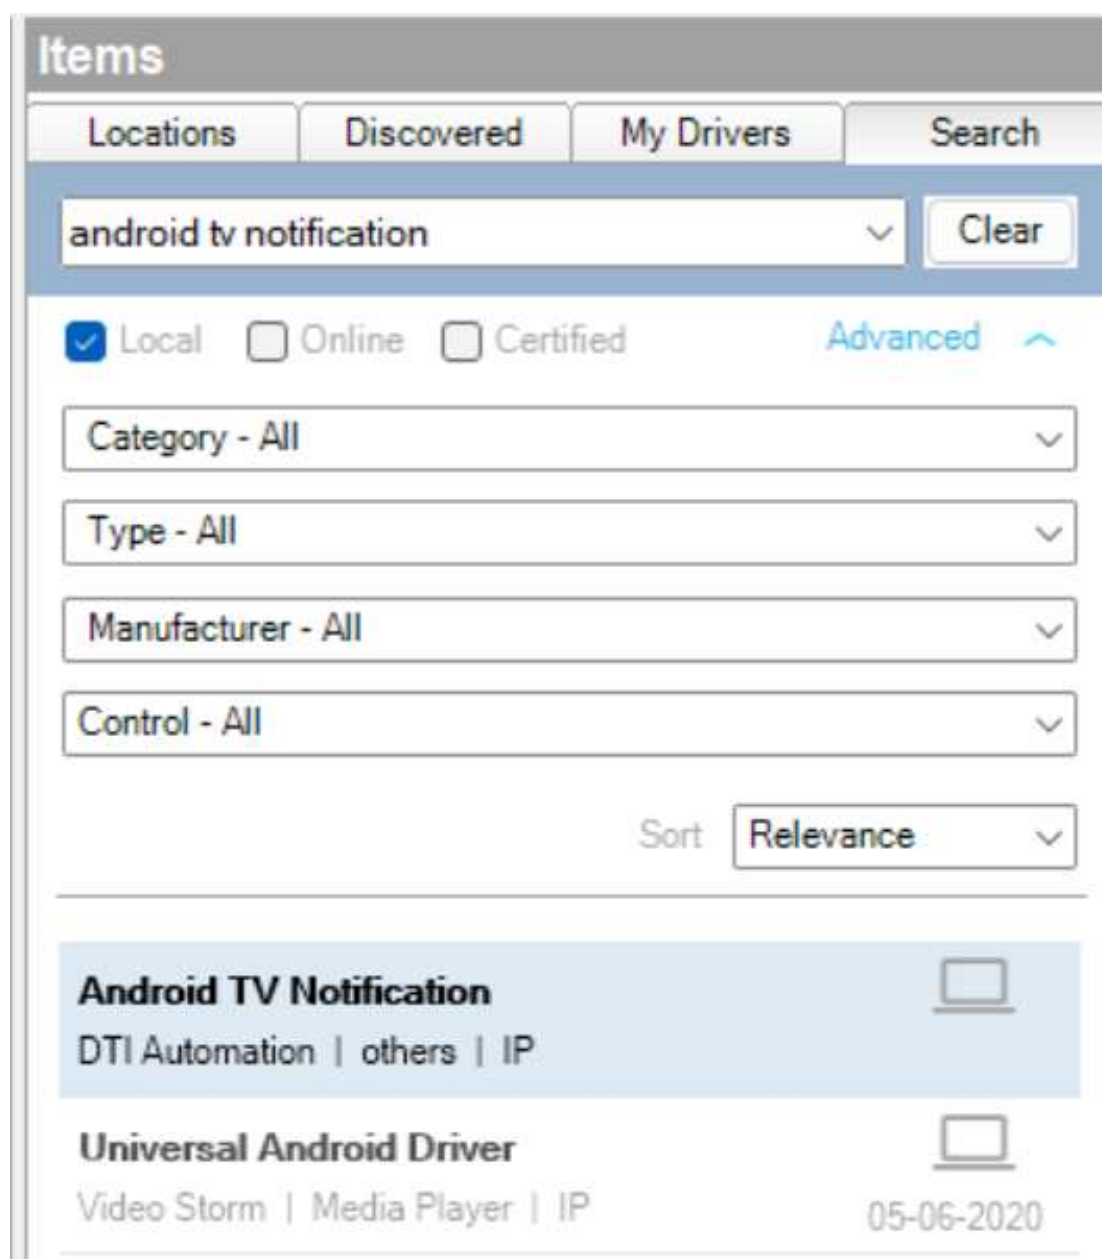 Items
Locations Discovered My Drivers Search
android tv notification Clear
Local Online Certified Advanced
Category - All
Type - All
Manufacturer - All
Control - All
Sort Relevance
Android TV Notification
DTI Automation | others | IP
Universal Android Driver
Video Storm | Media Player | IP 05-06-2020